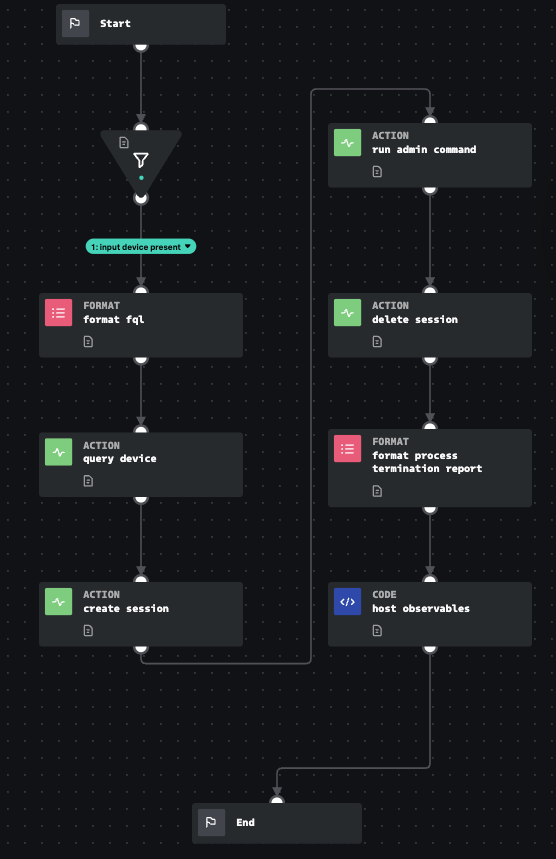 Start
1: input device present
FORMAT
format fql
ACTION
query device
ACTION
create session
ACTION
run admin command
ACTION
delete session
FORMAT
format process
termination report
CODE
host observables
End